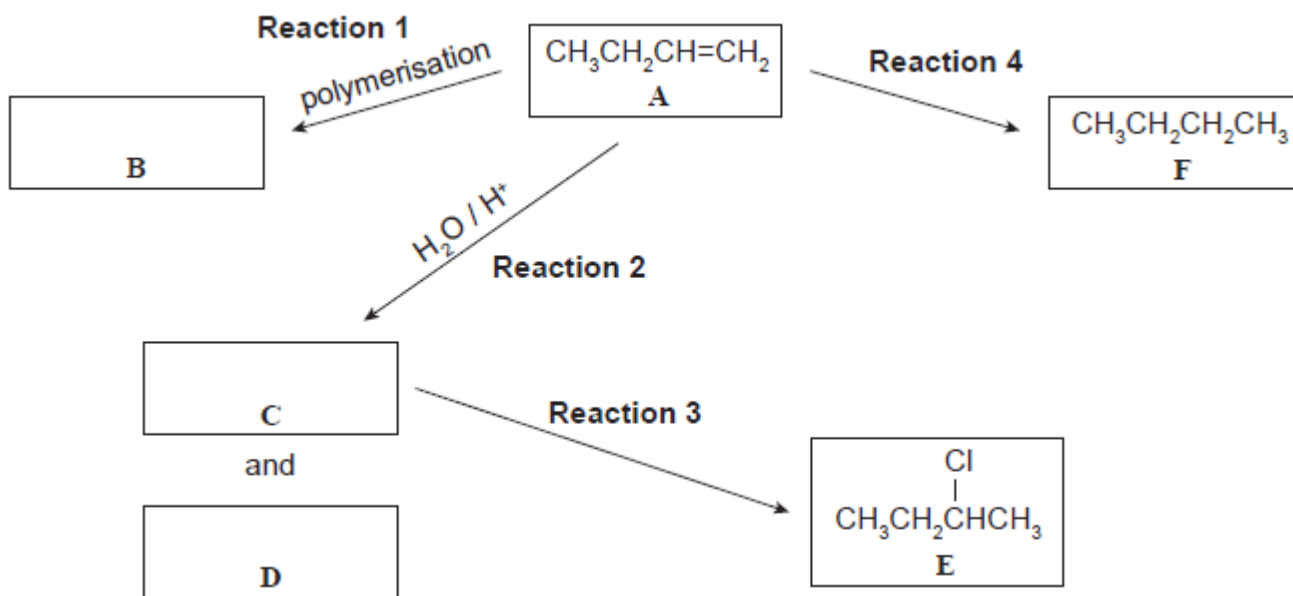 Reaction 1
polymerisation
CH₃CH₂CH=CH₂
A
Reaction 4
B
CH₃CH₂CH₂CH₃
F
H₂O / H⁺
Reaction 2
C
and
D
Reaction 3
Cl
CH₃CH₂CHCH₃
E